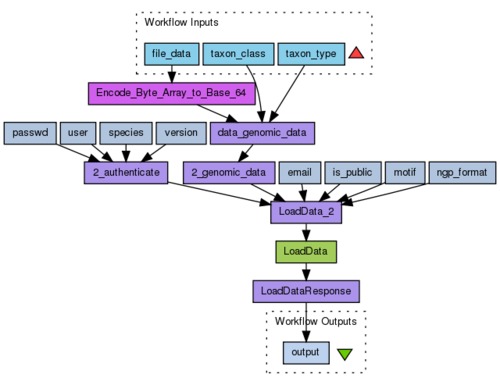 Workflow Inputs
file_data taxon_class taxon_type
Encode_Byte_Array_to_Base_64
passwd user species version data_genomic_data
2_authenticate 2_genomic_data email is_public motif ngp_format
LoadData_2
LoadData
LoadDataResponse
Workflow Outputs
output